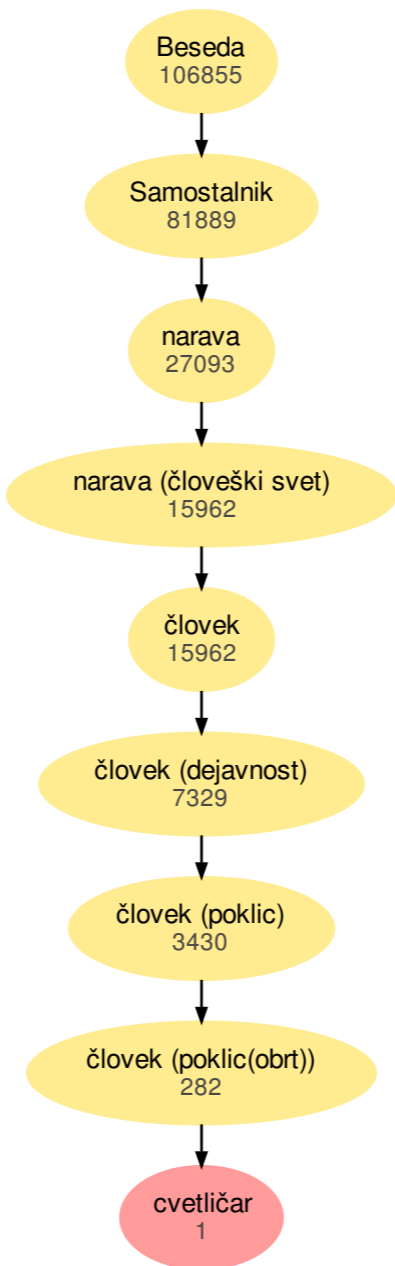 Beseda
106855
Samostalnik
81889
narava
27093
narava (človeški svet)
15962
človek
15962
človek (dejavnost)
7329
človek (poklic)
3430
človek (poklic(obrt))
282
cvetličar
1